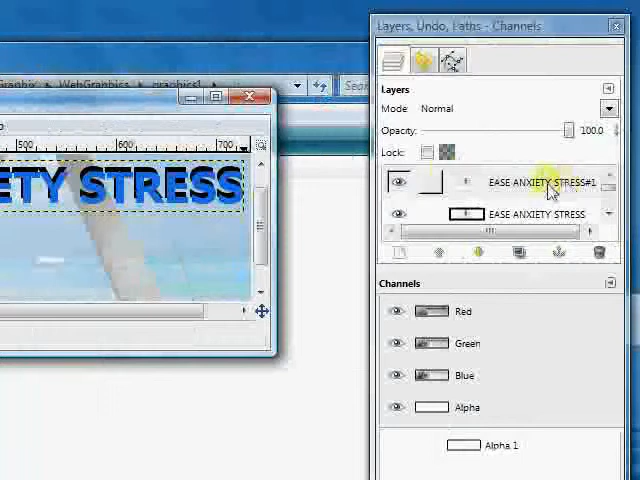 Layers, Undo, Paths - Channels
WebGraphics
graphics1
Sear
Layers
Mode: Normal
Opacity:
100.0
Lock:
500
600
700
ETY STRESS
EASE ANXIETY STRESS#1
EASE ANXIETY STRESS
Channels
Red
Green
Blue
Alpha
Alpha 1